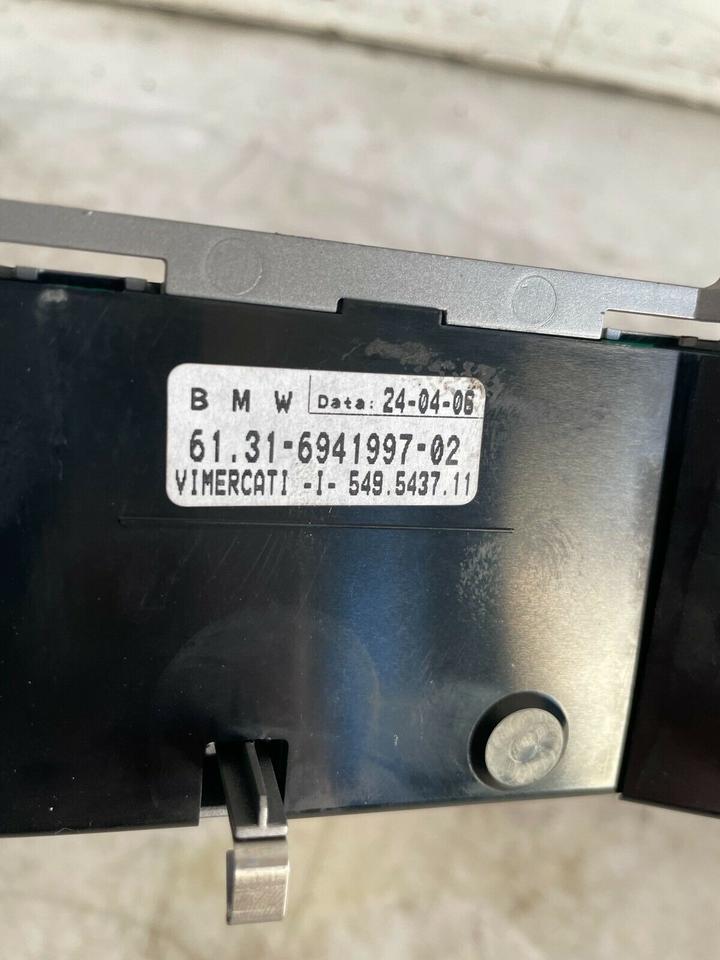 B M W Data: 24-04-06
61.31-6941997-02
VIMERCATI -I- 549.5437.11